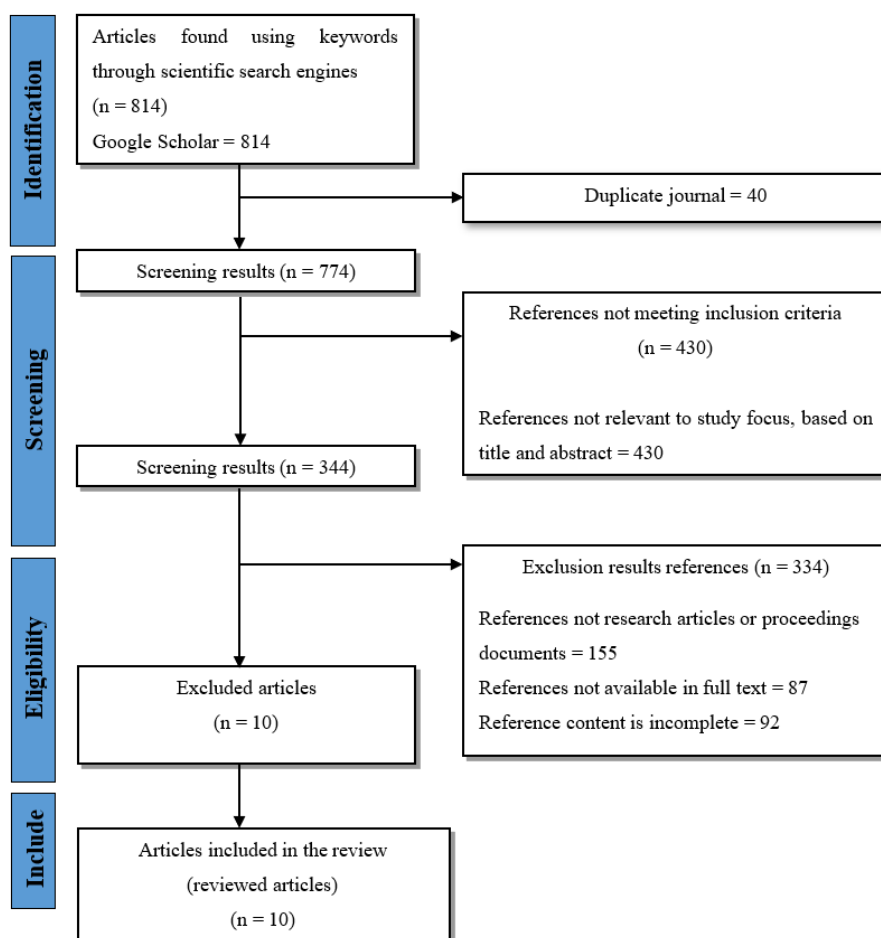 Identification
Articles found using keywords
through scientific search engines
(n = 814)
Google Scholar = 814
Duplicate journal = 40
Screening
Screening results (n = 774)
References not meeting inclusion criteria
(n = 430)
References not relevant to study focus, based on
title and abstract = 430
Screening results (n = 344)
Eligibility
Exclusion results references (n = 334)
References not research articles or proceedings
documents = 155
References not available in full text = 87
Reference content is incomplete = 92
Excluded articles
(n = 10)
Include
Articles included in the review
(reviewed articles)
(n = 10)